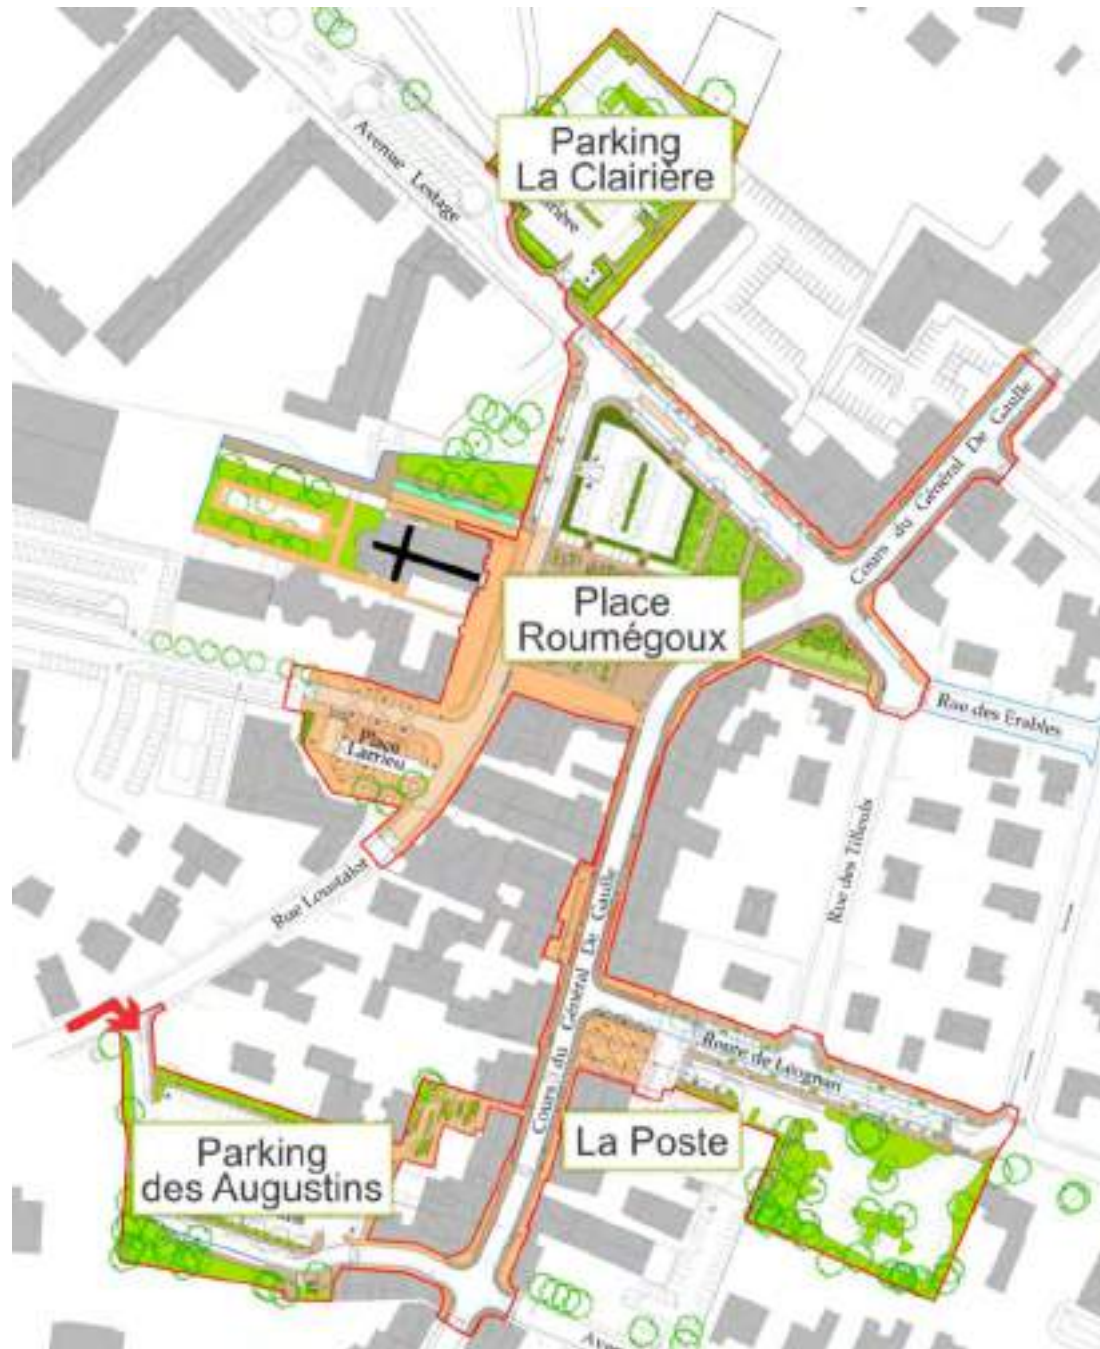 Parking
La Clairière
Avenue Lestage
Cours du Général De Gaulle
Place
Roumégoux
Rue des Erables
Place
Larrieu
Rue des Tilleuls
Rue Loustalot
Cours du Général De Gaulle
Route de Léognan
Parking
des Augustins
La Poste